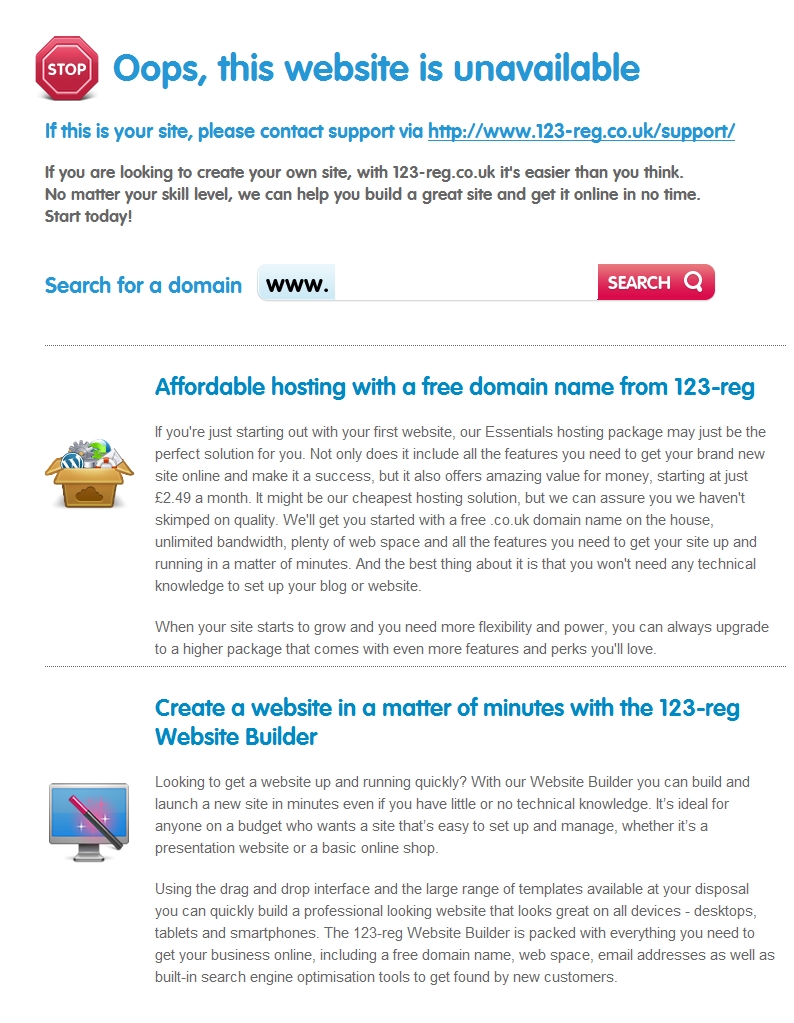 STOP
Oops, this website is unavailable
If this is your site, please contact support via http://www.123-reg.co.uk/support/
If you are looking to create your own site, with 123-reg.co.uk it's easier than you think.
No matter your skill level, we can help you build a great site and get it online in no time.
Start today!
Search for a domain www. SEARCH
Affordable hosting with a free domain name from 123-reg
If you're just starting out with your first website, our Essentials hosting package may just be the
perfect solution for you. Not only does it include all the features you need to get your brand new
site online and make it a success, but it also offers amazing value for money, starting at just
£2.49 a month. It might be our cheapest hosting solution, but we can assure you we haven't
skimped on quality. We'll get you started with a free .co.uk domain name on the house,
unlimited bandwidth, plenty of web space and all the features you need to get your site up and
running in a matter of minutes. And the best thing about it is that you won't need any technical
knowledge to set up your blog or website.
When your site starts to grow and you need more flexibility and power, you can always upgrade
to a higher package that comes with even more features and perks you'll love.
Create a website in a matter of minutes with the 123-reg
Website Builder
Looking to get a website up and running quickly? With our Website Builder you can build and
launch a new site in minutes even if you have little or no technical knowledge. It’s ideal for
anyone on a budget who wants a site that’s easy to set up and manage, whether it’s a
presentation website or a basic online shop.
Using the drag and drop interface and the large range of templates available at your disposal
you can quickly build a professional looking website that looks great on all devices - desktops,
tablets and smartphones. The 123-reg Website Builder is packed with everything you need to
get your business online, including a free domain name, web space, email addresses as well as
built-in search engine optimisation tools to get found by new customers.